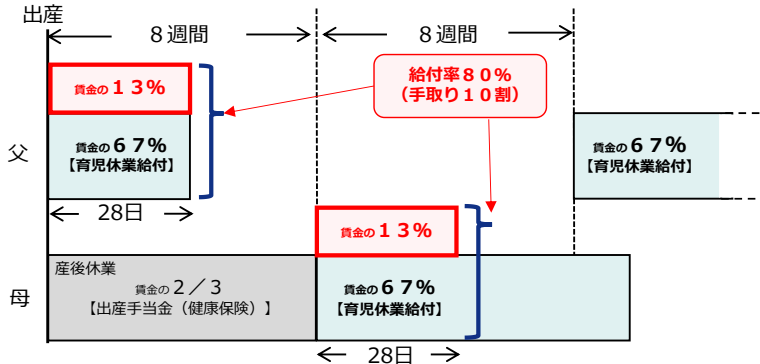 出産
８週間
８週間
賃金の１３％
給付率８０％
（手取り１０割）
父
賃金の６７％
【育児休業給付】
賃金の６７％
【育児休業給付】
28日
賃金の１３％
母
産後休業
賃金の２／３
【出産手当金（健康保険）】
賃金の６７％
【育児休業給付】
28日